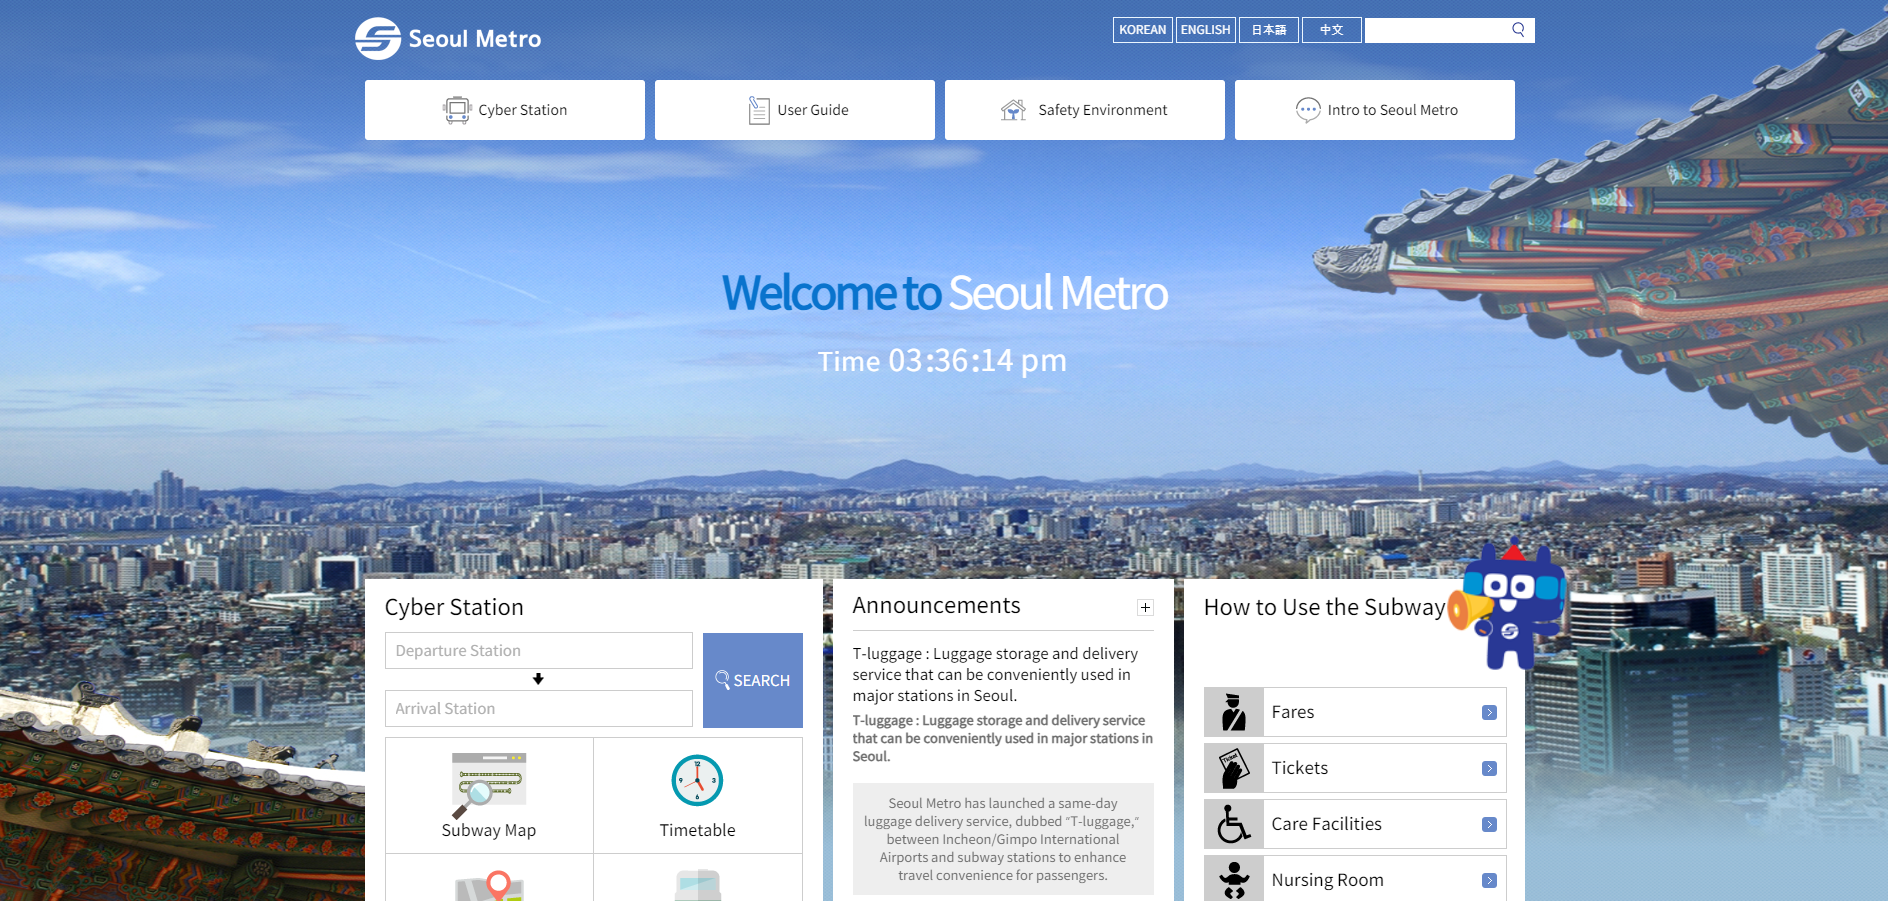 Seoul Metro
KOREAN
ENGLISH
日本語
中文
Cyber Station
User Guide
Safety Environment
Intro to Seoul Metro
Welcome to Seoul Metro
Time 03:36:14 pm
Cyber Station
Departure Station
Arrival Station
SEARCH
Subway Map
Timetable
Announcements
T-luggage : Luggage storage and delivery
service that can be conveniently used in
major stations in Seoul.
T-luggage : Luggage storage and delivery service
that can be conveniently used in major stations in
Seoul.
Seoul Metro has launched a same-day
luggage delivery service, dubbed “T-luggage,”
between Incheon/Gimpo International
Airports and subway stations to enhance
travel convenience for passengers.
How to Use the Subway
Fares
Ticket
Tickets
Care Facilities
Nursing Room
12
9
3
6